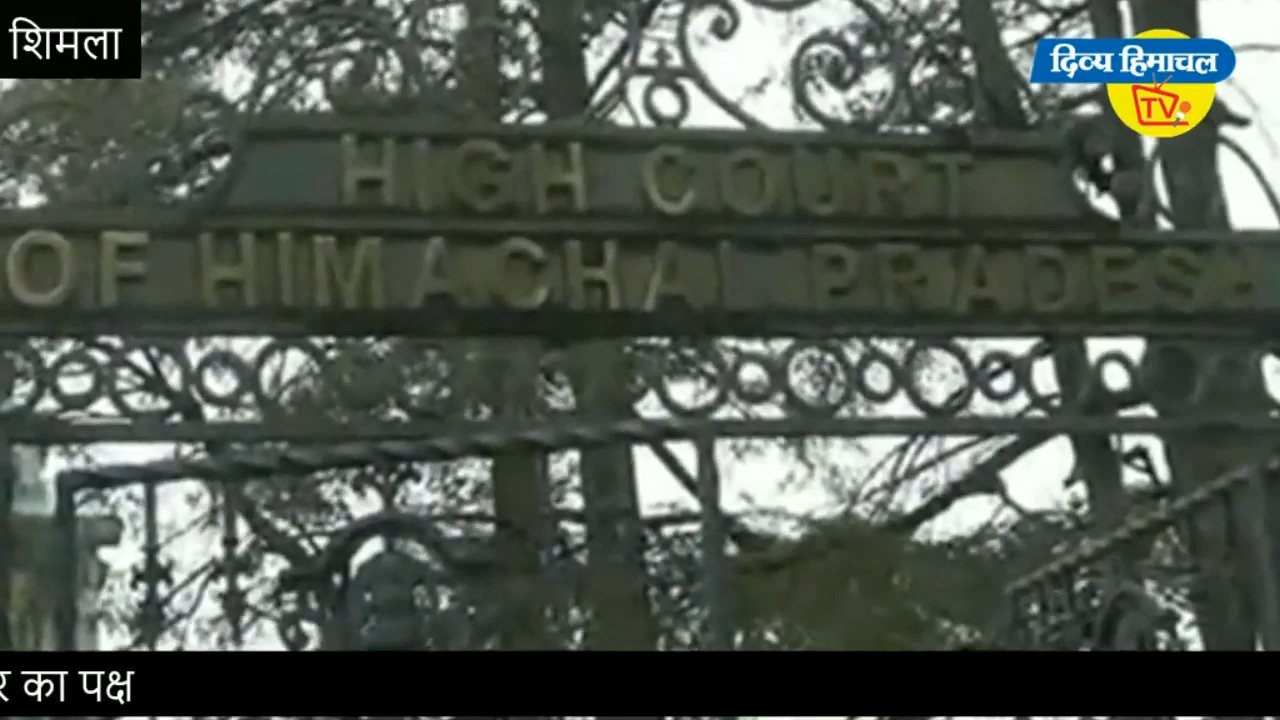 शिमला
दिव्य हिमाचल
TV
HIGH COURT
OF HIMACHAL PRADESH
का पक्ष